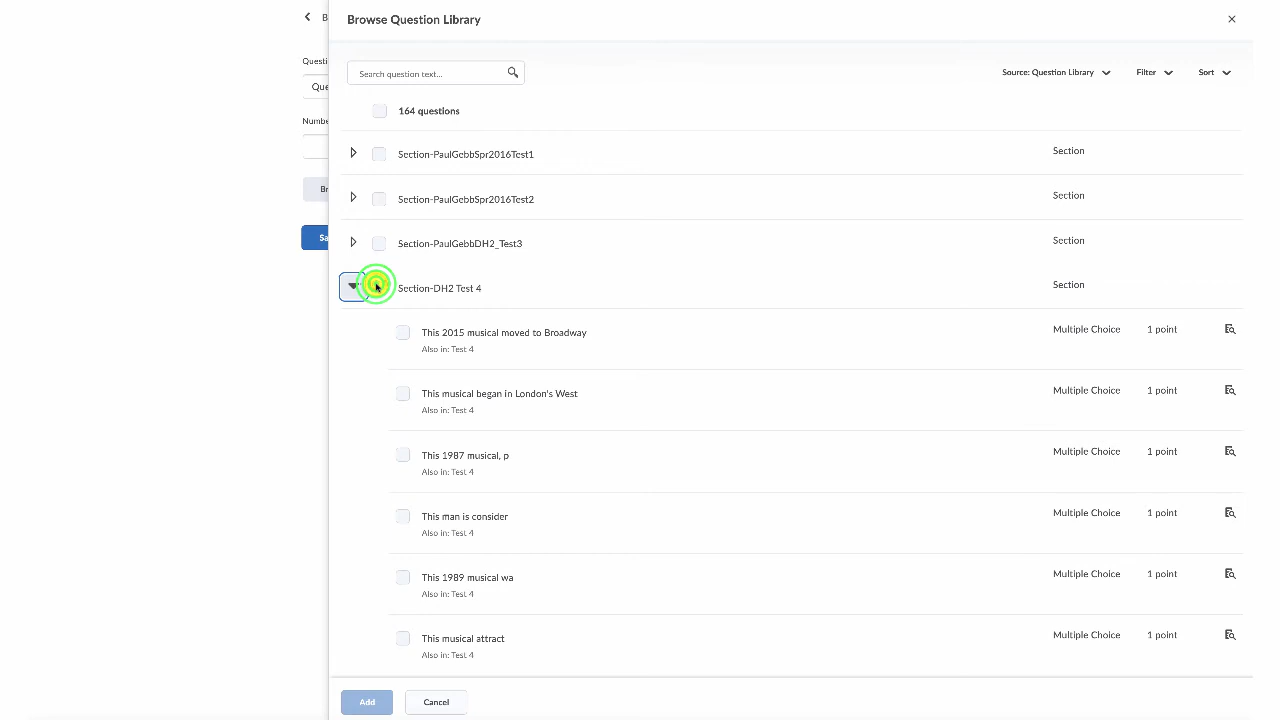 Browse Question Library
Search question text...
Source: Question Library
Filter
Sort
164 questions
Section-PaulGebbSpr2016Test1 Section
Section-PaulGebbSpr2016Test2 Section
Section-PaulGebbDH2_Test3 Section
Section-DH2 Test 4 Section
This 2015 musical moved to Broadway Multiple Choice 1 point
Also in: Test 4
This musical began in London's West Multiple Choice 1 point
Also in: Test 4
This 1987 musical, p Multiple Choice 1 point
Also in: Test 4
This man is consider Multiple Choice 1 point
Also in: Test 4
This 1989 musical wa Multiple Choice 1 point
Also in: Test 4
This musical attract Multiple Choice 1 point
Also in: Test 4
Add Cancel